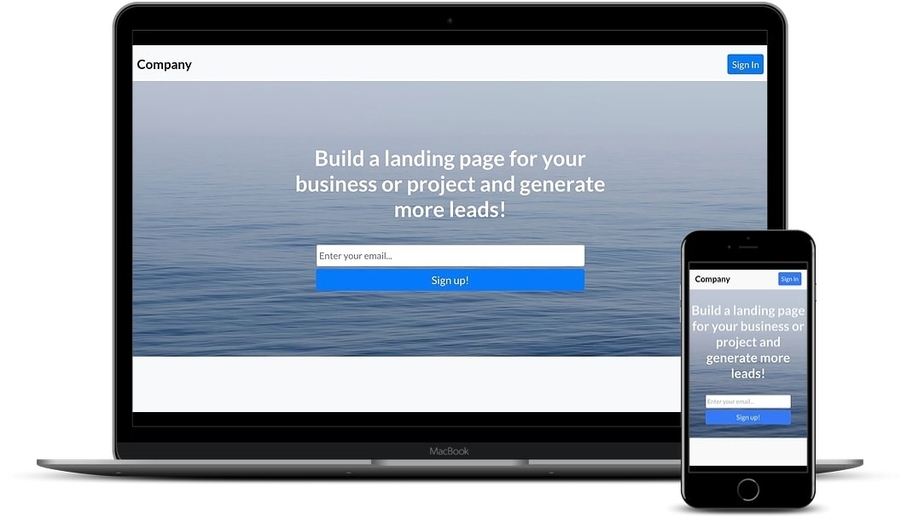 Company
Sign In
Build a landing page for your
business or project and generate
more leads!
Enter your email...
Sign up!
MacBook
Company
Sign In
Build a landing page
for your business or
project and
generate more
leads!
Enter your email...
Sign up!